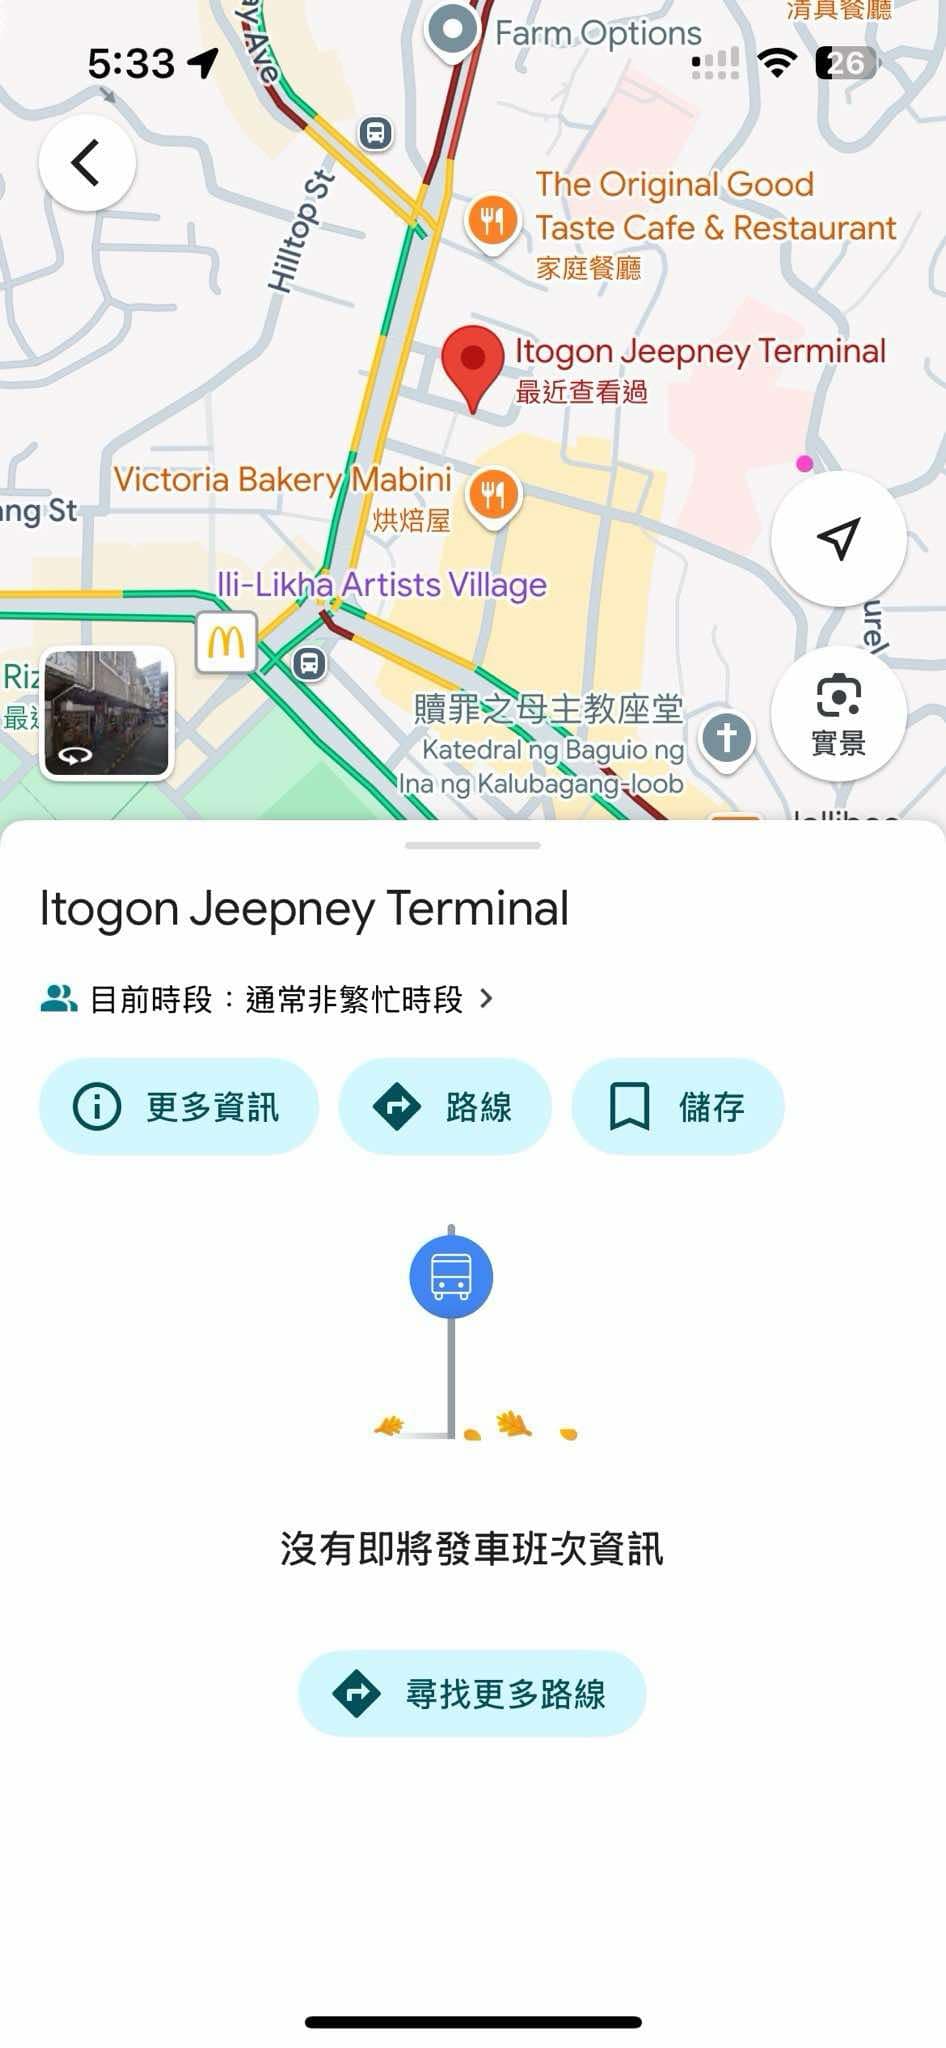 清真餐廳
Farm Options
5:33
26
ay Ave
Hilltop St
The Original Good
Taste Cafe & Restaurant
家庭餐廳
Itogon Jeepney Terminal
最近查看過
Victoria Bakery Mabini
烘焙屋
ang St
Ili-Likha Artists Village
urel
Riz
最近
贖罪之母主教座堂
Katedral ng Baguio ng
Ina ng Kalubagang-loob
實景
Jollibee
Itogon Jeepney Terminal
目前時段：通常非繁忙時段
更多資訊
路線
儲存
沒有即將發車班次資訊
尋找更多路線